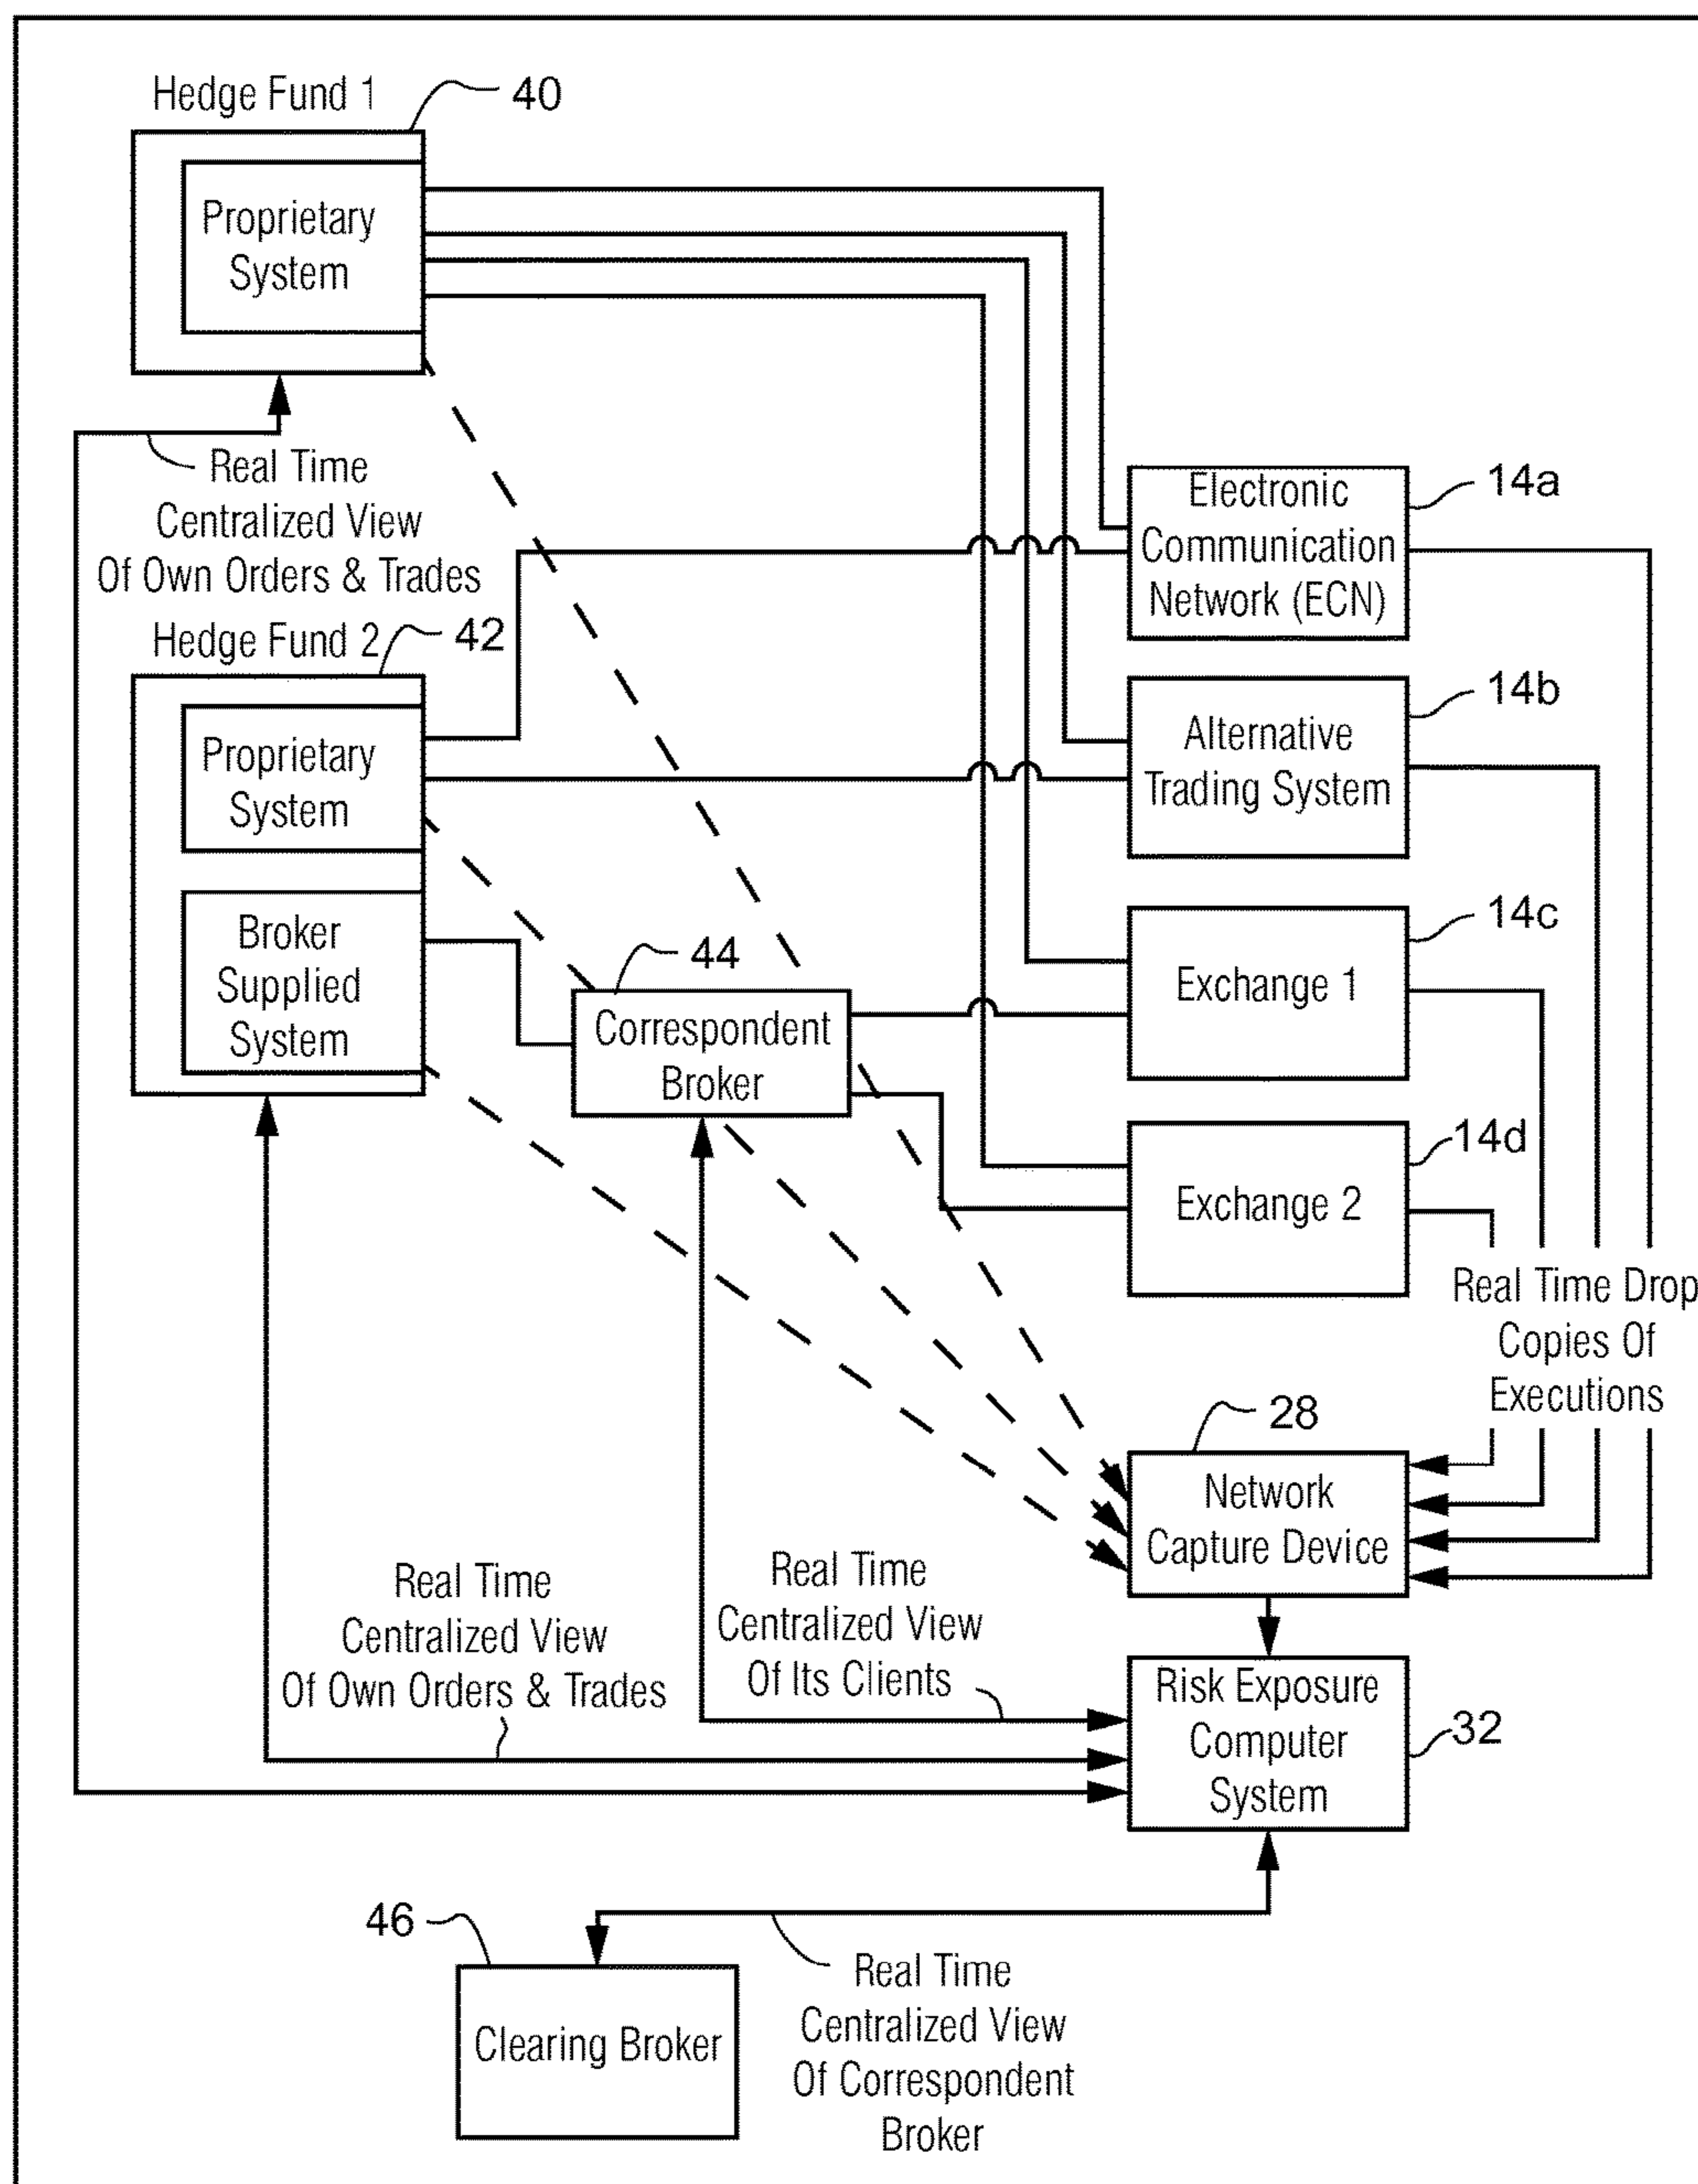 Hedge Fund 1
40
Proprietary
System
Real Time
Centralized View
Of Own Orders & Trades
Hedge Fund 2
42
Proprietary
System
Broker
Supplied
System
44
Correspondent
Broker
Electronic
Communication
Network (ECN)
14a
Alternative
Trading System
14b
Exchange 1
14c
Exchange 2
14d
Real Time Drop
Copies Of
Executions
28
Network
Capture Device
Real Time
Centralized View
Of Own Orders & Trades
Real Time
Centralized View
Of Its Clients
Risk Exposure
Computer
System
32
46
Clearing Broker
Real Time
Centralized View
Of Correspondent
Broker